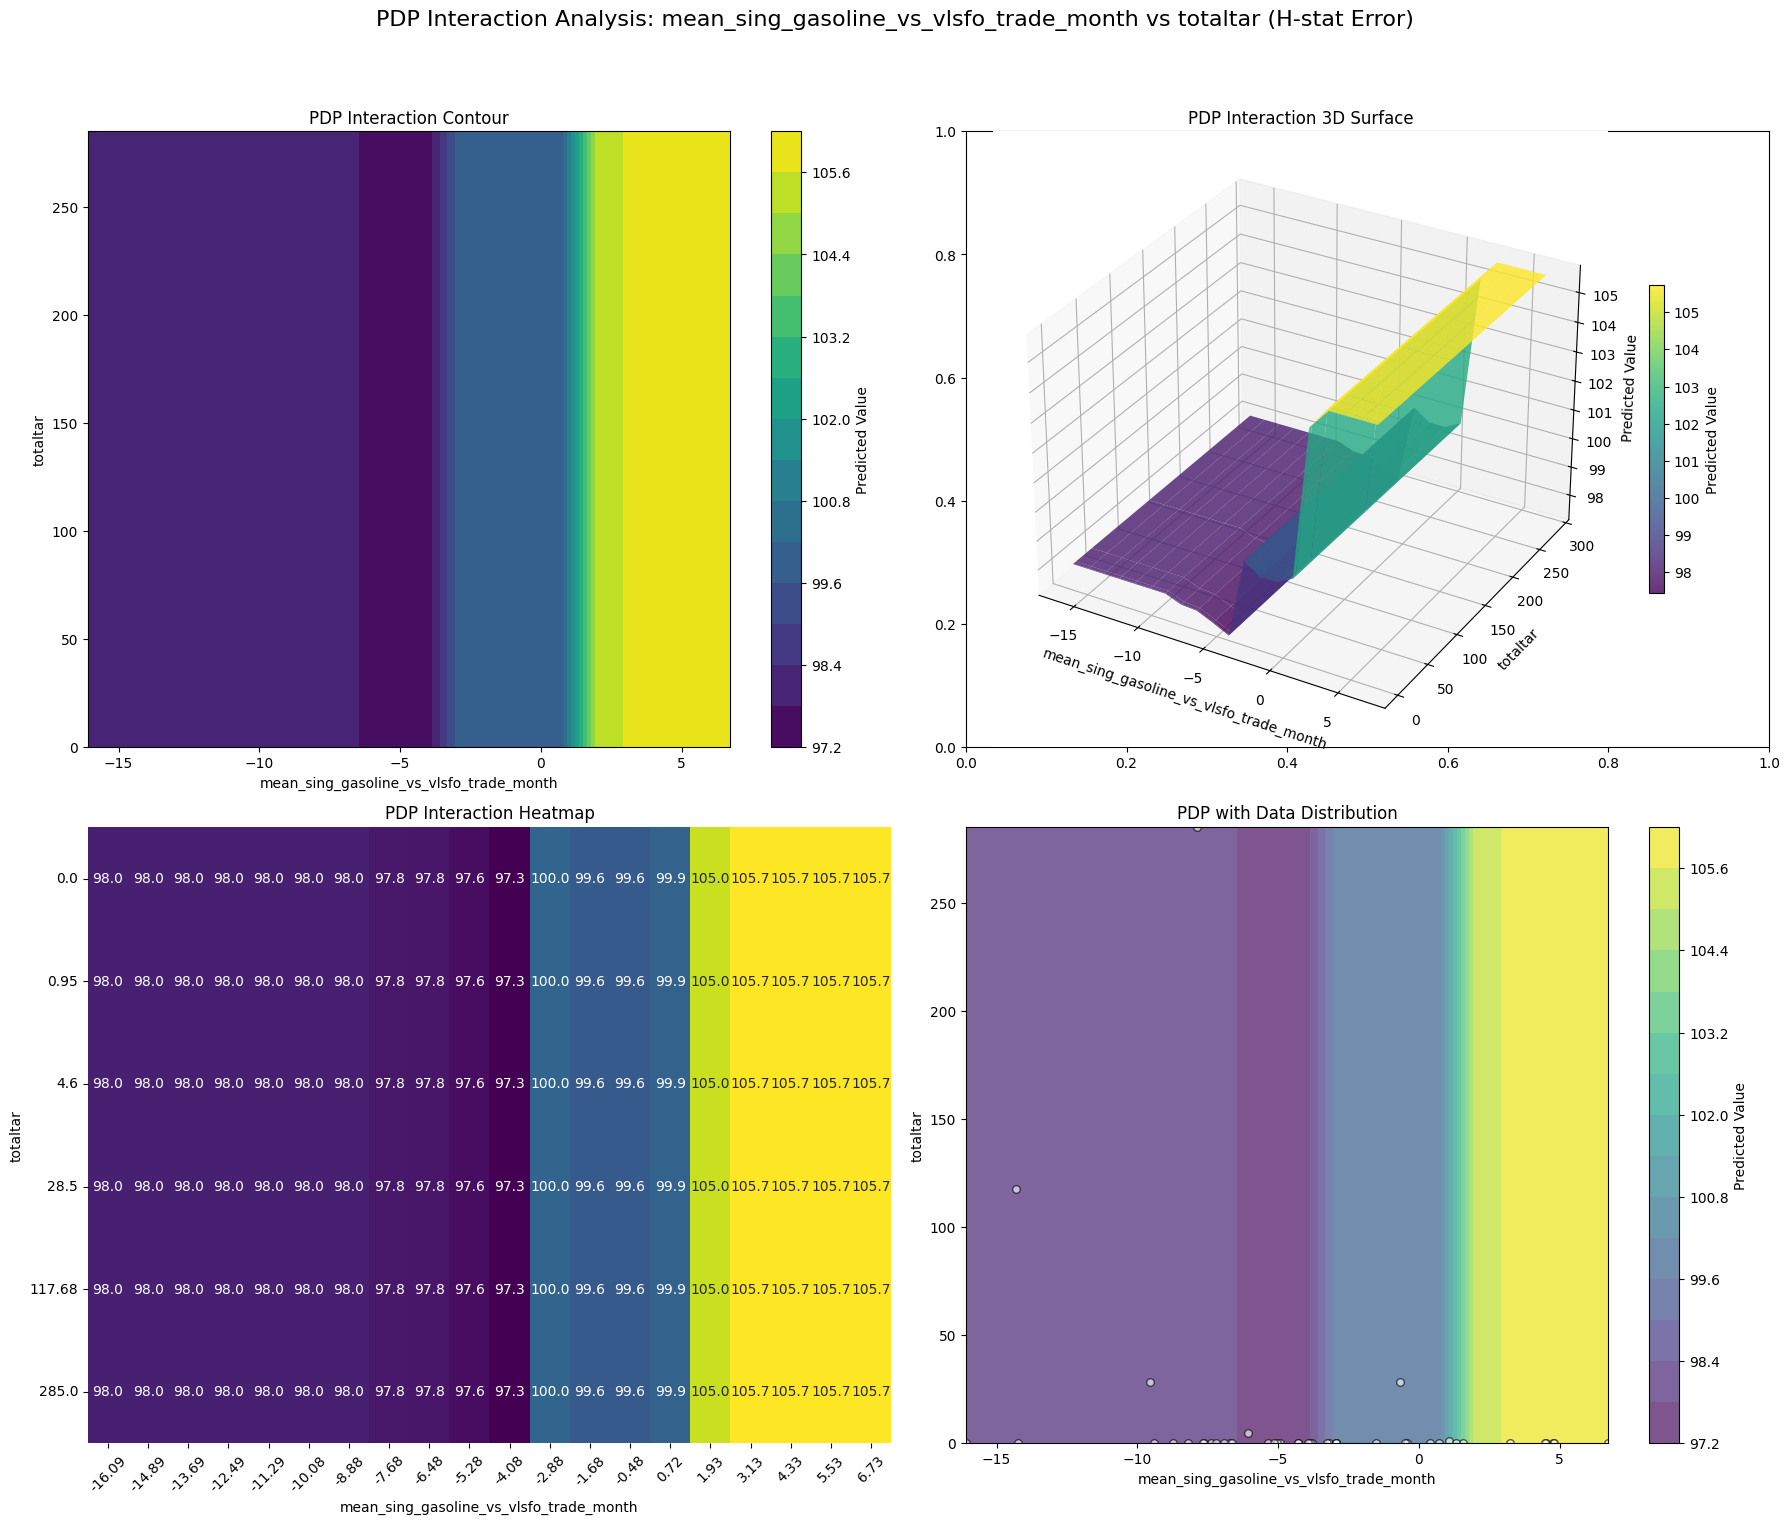 PDP Interaction Analysis: mean_sing_gasoline_vs_vlsfo_trade_month vs totaltar (H-stat Error)
PDP Interaction Contour
totaltar
250
200
150
100
50
0
−15 −10 −5 0 5
mean_sing_gasoline_vs_vlsfo_trade_month
105.6
104.4
103.2
102.0
100.8
99.6
98.4
97.2
Predicted Value
PDP Interaction 3D Surface
1.0
0.8
0.6
0.4
0.2
0.0
0.0 0.2 0.4 0.6 0.8 1.0
−15 −10 −5 0 5
mean_sing_gasoline_vs_vlsfo_trade_month
0 50 100 150 200 250 300
totaltar
105
104
103
102
101
100
99
98
Predicted Value
105
104
103
102
101
100
99
98
Predicted Value
PDP Interaction Heatmap
totaltar
0.0 98.0 98.0 98.0 98.0 98.0 98.0 98.0 97.8 97.8 97.6 97.3 100.0 99.6 99.6 99.9 105.0 105.7 105.7 105.7 105.7
0.95 98.0 98.0 98.0 98.0 98.0 98.0 98.0 97.8 97.8 97.6 97.3 100.0 99.6 99.6 99.9 105.0 105.7 105.7 105.7 105.7
4.6 98.0 98.0 98.0 98.0 98.0 98.0 98.0 97.8 97.8 97.6 97.3 100.0 99.6 99.6 99.9 105.0 105.7 105.7 105.7 105.7
28.5 98.0 98.0 98.0 98.0 98.0 98.0 98.0 97.8 97.8 97.6 97.3 100.0 99.6 99.6 99.9 105.0 105.7 105.7 105.7 105.7
117.68 98.0 98.0 98.0 98.0 98.0 98.0 98.0 97.8 97.8 97.6 97.3 100.0 99.6 99.6 99.9 105.0 105.7 105.7 105.7 105.7
285.0 98.0 98.0 98.0 98.0 98.0 98.0 98.0 97.8 97.8 97.6 97.3 100.0 99.6 99.6 99.9 105.0 105.7 105.7 105.7 105.7
-16.09 -14.89 -13.69 -12.49 -11.29 -10.08 -8.88 -7.68 -6.48 -5.28 -4.08 -2.88 -1.68 -0.48 0.72 1.93 3.13 4.33 5.53 6.73
mean_sing_gasoline_vs_vlsfo_trade_month
PDP with Data Distribution
totaltar
250
200
150
100
50
0
−15 −10 −5 0 5
mean_sing_gasoline_vs_vlsfo_trade_month
105.6
104.4
103.2
102.0
100.8
99.6
98.4
97.2
Predicted Value